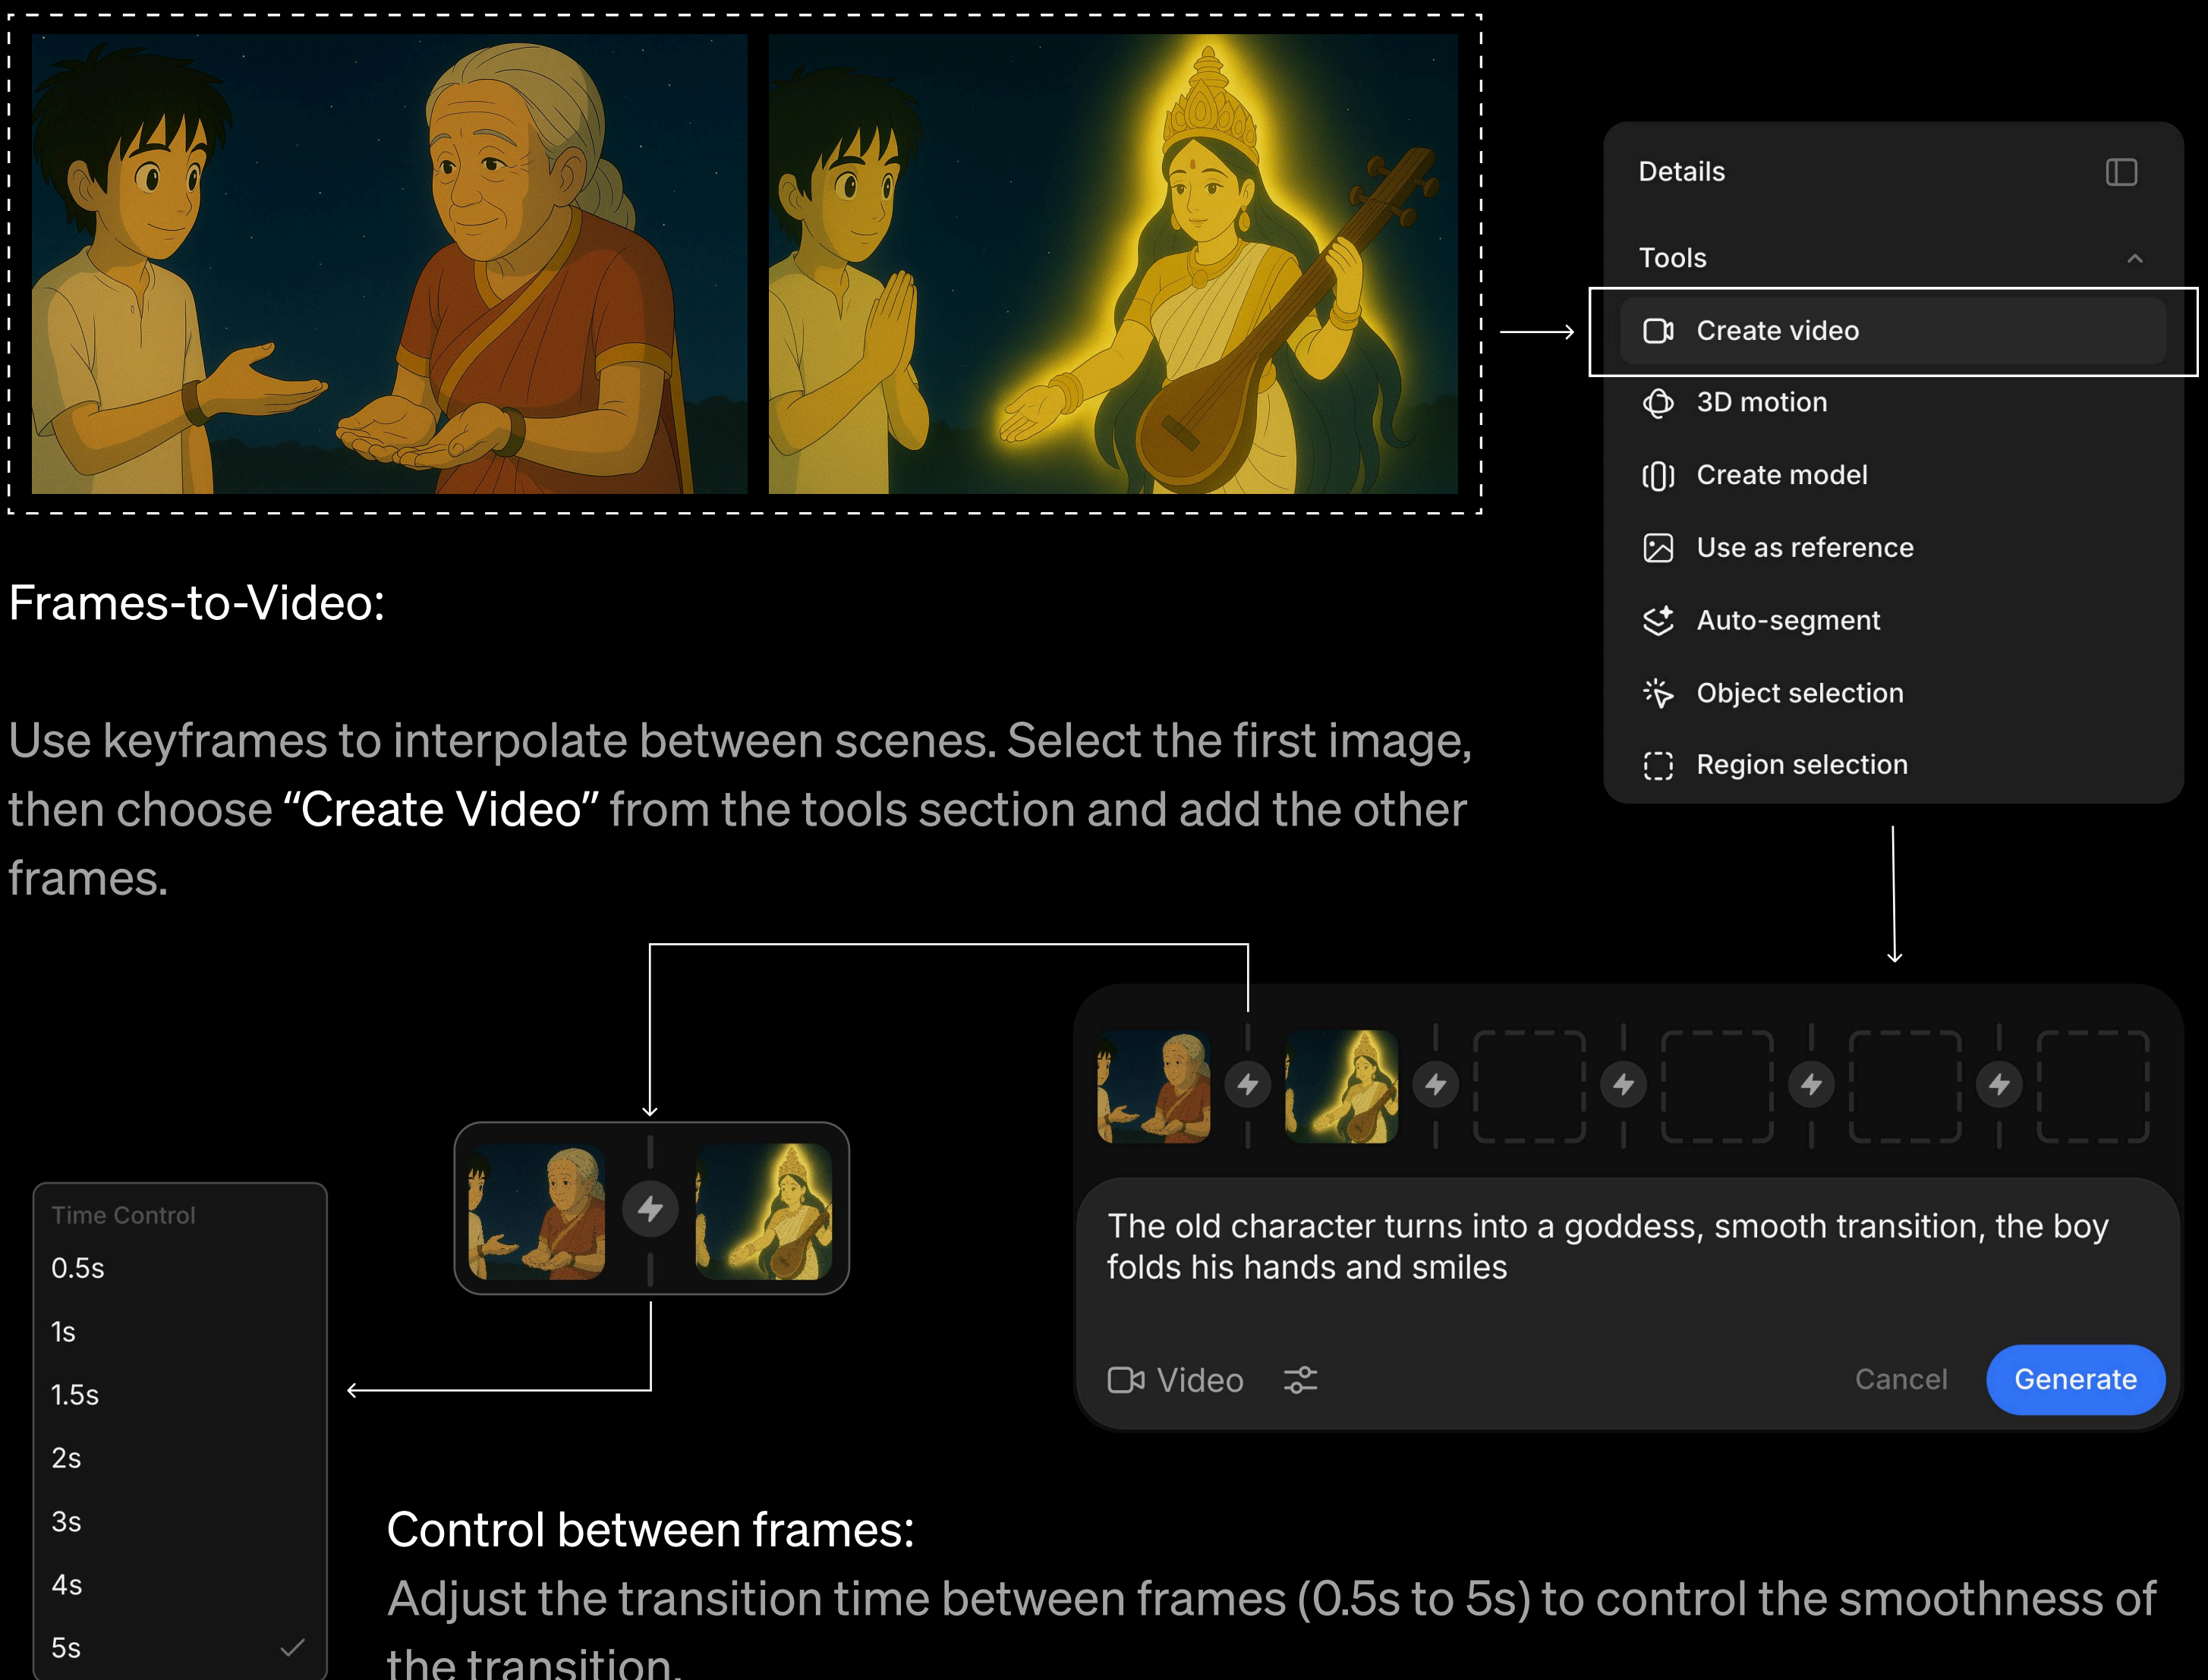 Details
Tools
Create video
3D motion
Create model
Use as reference
Auto-segment
Object selection
Region selection
Frames-to-Video:
Use keyframes to interpolate between scenes. Select the first image,
then choose “Create Video” from the tools section and add the other
frames.
The old character turns into a goddess, smooth transition, the boy
folds his hands and smiles
Video
Cancel
Generate
Time Control
0.5s
1s
1.5s
2s
3s
4s
5s
Control between frames:
Adjust the transition time between frames (0.5s to 5s) to control the smoothness of
the transition.